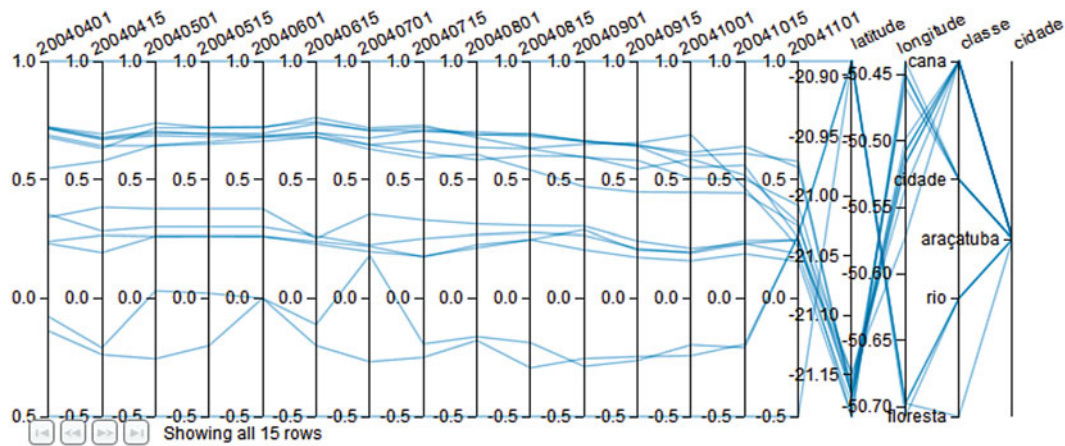 20040401 20040415 20040501 20040515 20040601 20040615 20040701 20040715 20040801 20040815 20040901 20040915 20041001 20041015 20041101 latitude longitude classe cidade
1.0 1.0 1.0 1.0 1.0 1.0 1.0 1.0 1.0 1.0 1.0 1.0 1.0 1.0 1.0 cana
-20.90 -50.45
-20.95 -50.50
0.5 0.5 0.5 0.5 0.5 0.5 0.5 0.5 0.5 0.5 0.5 0.5 0.5 0.5 0.5 cidade
-21.00 -50.55
araçatuba
-21.05 -50.60
0.0 0.0 0.0 0.0 0.0 0.0 0.0 0.0 0.0 0.0 0.0 0.0 0.0 0.0 0.0 rio
-21.10 -50.65
-21.15 -50.70
0.5 -0.5 -0.5 -0.5 -0.5 -0.5 -0.5 -0.5 -0.5 -0.5 -0.5 -0.5 -0.5 -0.5 -0.5 floresta
Showing all 15 rows